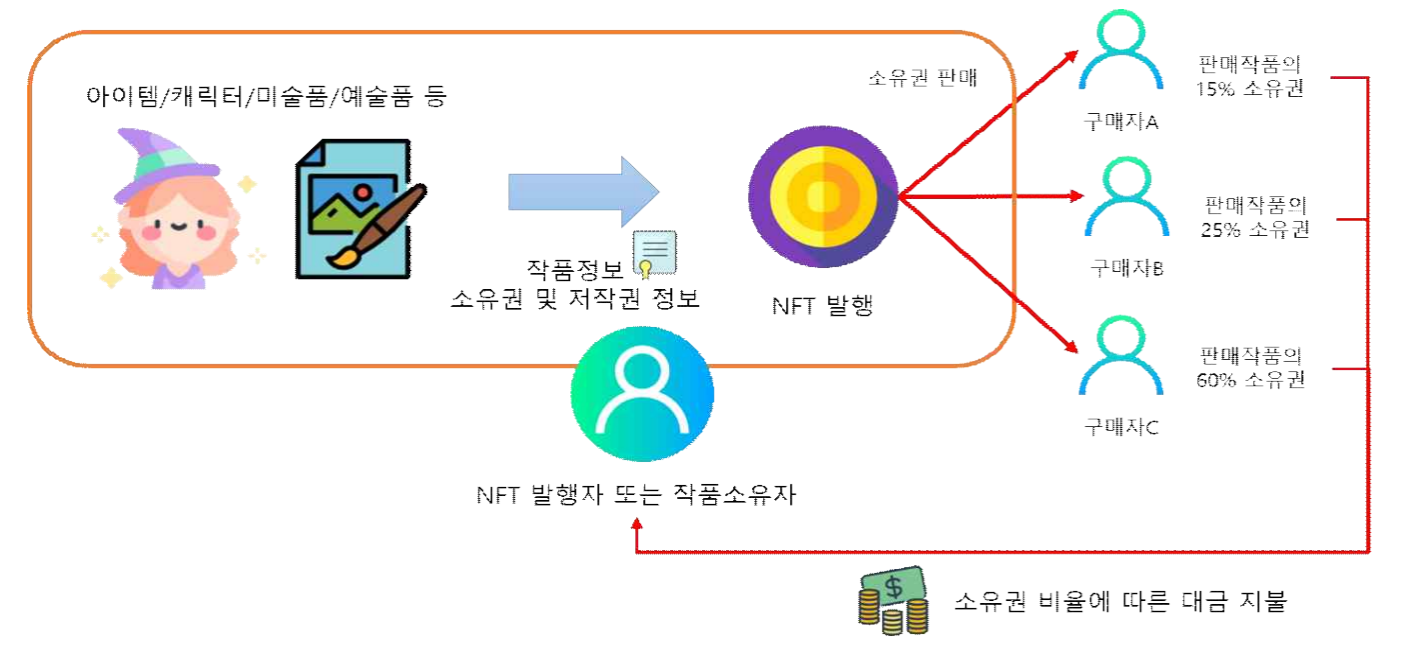 아이템/캐릭터/미술품/예술품 등
작품정보
소유권 및 저작권 정보
NFT 발행
NFT 발행자 또는 작품소유자
소유권 판매
구매자A
판매작품의
15% 소유권
구매자B
판매작품의
25% 소유권
구매자C
판매작품의
60% 소유권
$
소유권 비율에 따른 대금 지불